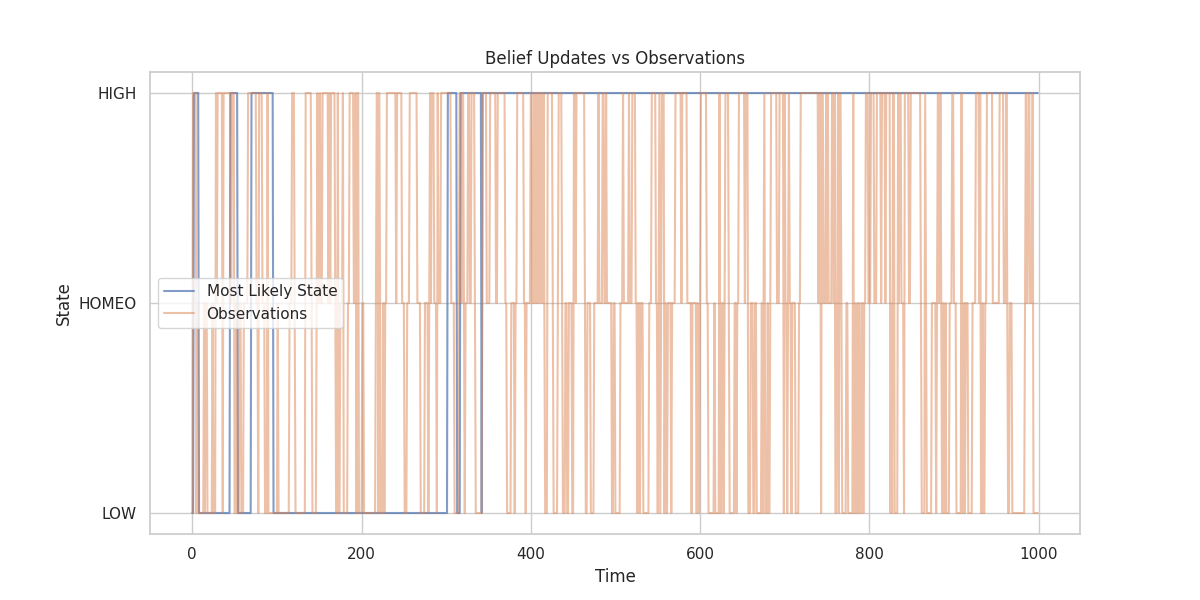 Belief Updates vs Observations
HIGH
HOMEO
LOW
State
Most Likely State
Observations
0
200
400
600
800
1000
Time